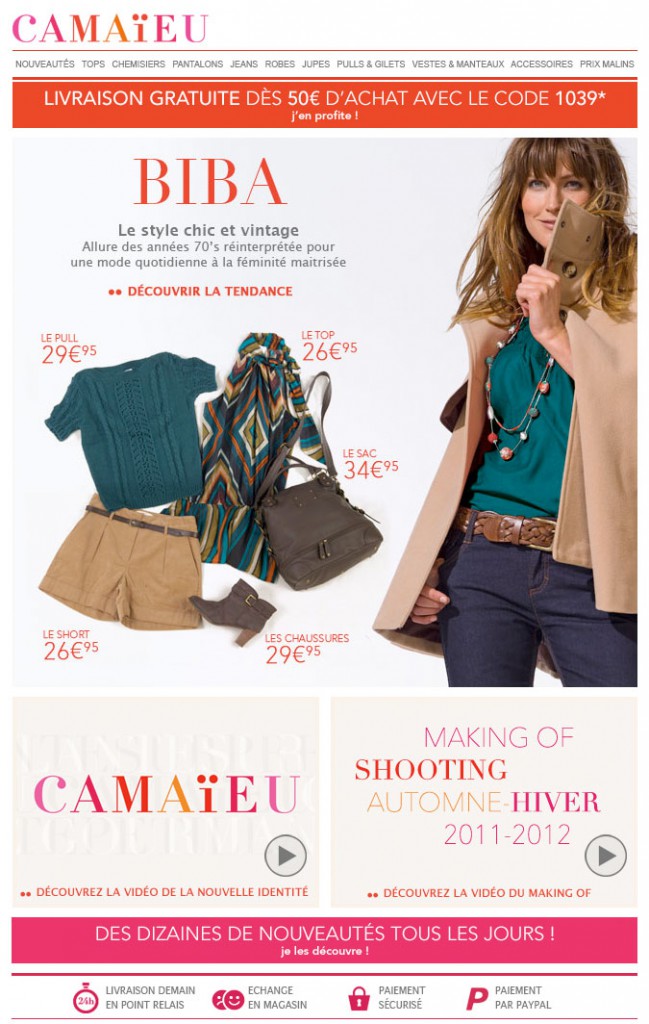 CAMAïEU
NOUVEAUTÉS TOPS CHEMISIERS PANTALONS JEANS ROBES JUPES PULLS & GILETS VESTES & MANTEAUX ACCESSOIRES PRIX MALINS
LIVRAISON GRATUITE DÈS 50€ D'ACHAT AVEC LE CODE 1039*
j'en profite !
BIBA
Le style chic et vintage
Allure des années 70's réinterprétée pour
une mode quotidienne à la féminité maitrisée
DÉCOUVRIR LA TENDANCE
LE PULL
29€95
LE TOP
26€95
LE SAC
34€95
LE SHORT
26€95
LES CHAUSSURES
29€95
CAMAïEU
DÉCOUVREZ LA VIDÉO DE LA NOUVELLE IDENTITÉ
MAKING OF
SHOOTING
AUTOMNE-HIVER
2011-2012
DÉCOUVREZ LA VIDÉO DU MAKING OF
DES DIZAINES DE NOUVEAUTÉS TOUS LES JOURS !
je les découvre !
24h
LIVRAISON DEMAIN
EN POINT RELAIS
ECHANGE
EN MAGASIN
PAIEMENT
SÉCURISÉ
P
PAIEMENT
PAR PAYPAL